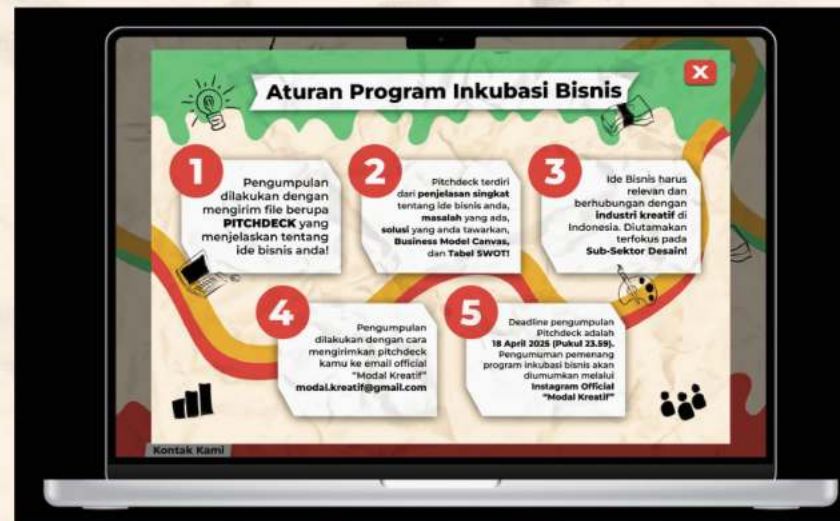 Aturan Program Inkubasi Bisnis
X
1
Pengumpulan
dilakukan dengan
mengirim file berupa
PITCHDECK yang
menjelaskan tentang
ide bisnis anda!
2
Pitchdeck terdiri
dari penjelasan singkat
tentang ide bisnis anda,
masalah yang ada,
solusi yang anda tawarkan,
Business Model Canvas,
dan Tabel SWOT!
3
Ide Bisnis harus
relevan dan
berhubungan dengan
industri kreatif di
Indonesia. Diutamakan
terfokus pada
Sub-Sektor Desain!
4
Pengumpulan
dilakukan dengan cara
mengirimkan pitchdeck
kamu ke email official
"Modal Kreatif"
modal.kreatif@gmail.com
5
Deadline pengumpulan
Pitchdeck adalah
18 April 2025 (Pukul 23.59).
Pengumuman pemenang
program inkubasi bisnis akan
diumumkan melalui
Instagram Official
"Modal Kreatif"
Kontak Kami